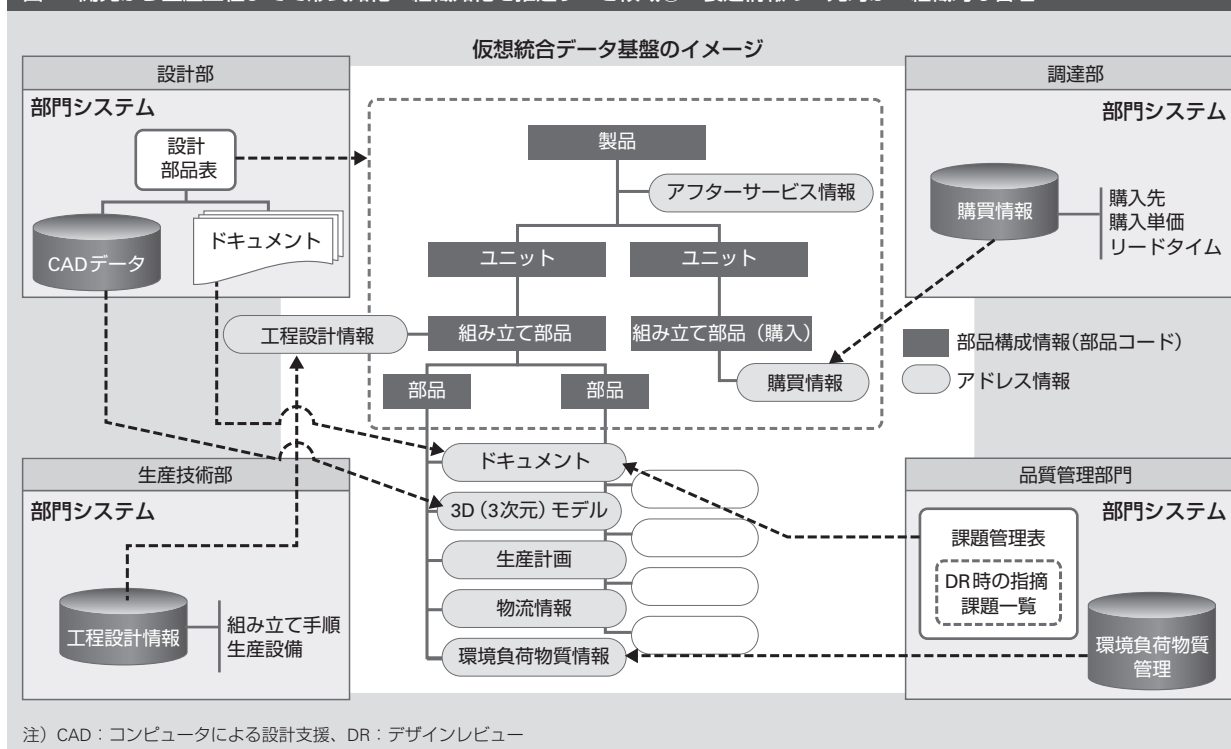 仮想統合データ基盤のイメージ
設計部
部門システム
設計
部品表
CADデータ
ドキュメント
調達部
部門システム
購買情報
購入先
購入単価
リードタイム
製品
アフターサービス情報
ユニット
ユニット
工程設計情報
組み立て部品
組み立て部品（購入）
購買情報
部品
部品
部品構成情報(部品コード)
アドレス情報
ドキュメント
3D（3次元）モデル
生産計画
物流情報
環境負荷物質情報
生産技術部
部門システム
工程設計情報
組み立て手順
生産設備
品質管理部門
部門システム
課題管理表
DR時の指摘
課題一覧
環境負荷物質
管理
注）CAD：コンピュータによる設計支援、DR：デザインレビュー